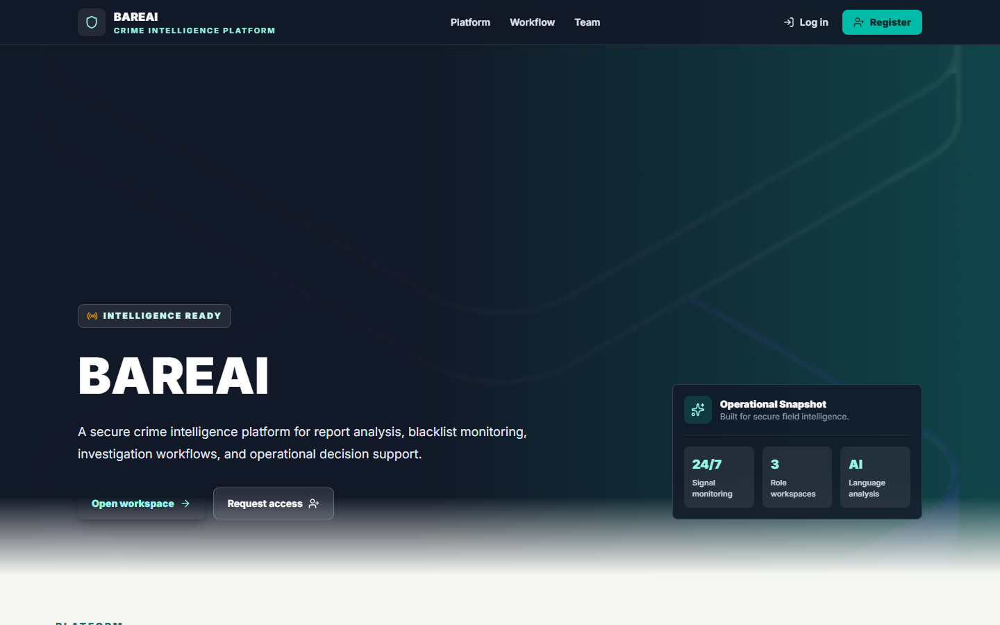 BAREAI
CRIME INTELLIGENCE PLATFORM
Platform
Workflow
Team
Log in
Register
INTELLIGENCE READY
BAREAI
A secure crime intelligence platform for report analysis, blacklist monitoring,
investigation workflows, and operational decision support.
Open workspace
Request access
Operational Snapshot
Built for secure field intelligence.
24/7
Signal
monitoring
3
Role
workspaces
AI
Language
analysis
PLATFORM